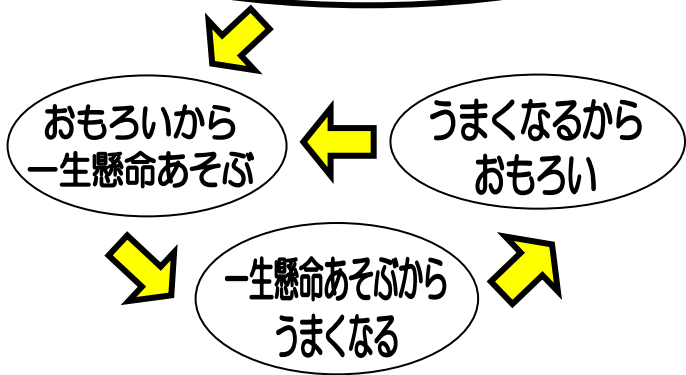 おもろいから
一生懸命あそぶ
うまくなるから
おもろい
一生懸命あそぶから
うまくなる